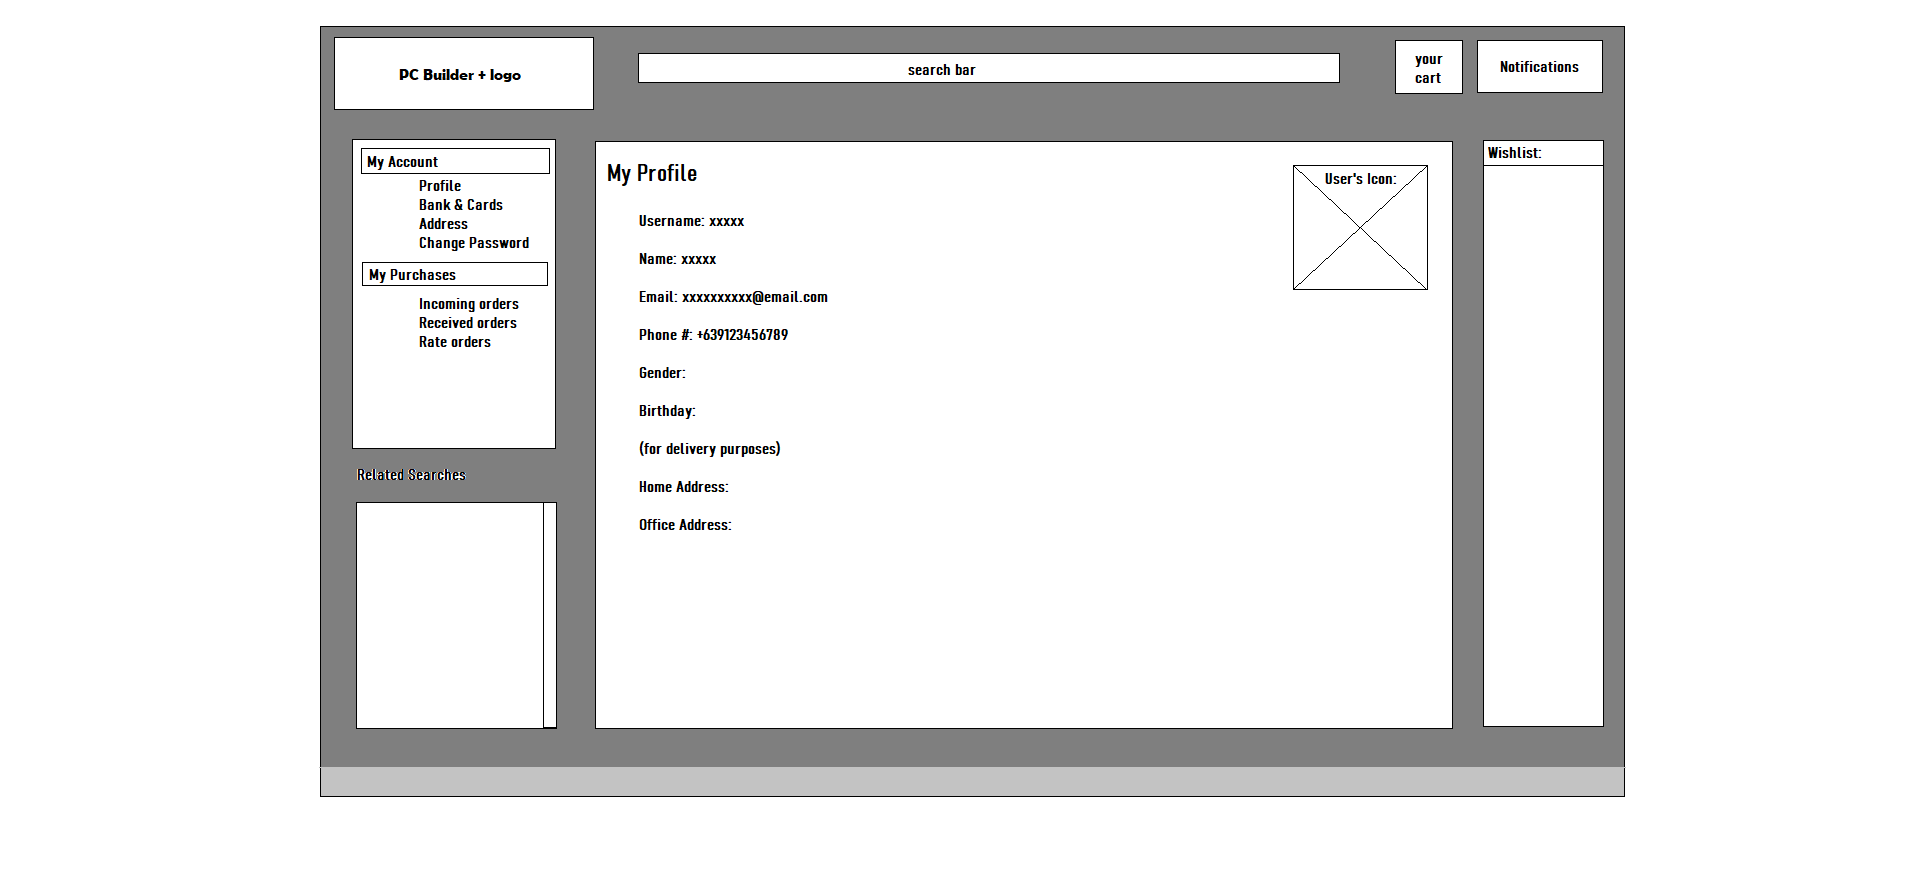 PC Builder + logo
search bar
your
cart
Notifications
My Account
Profile
Bank & Cards
Address
Change Password
My Purchases
Incoming orders
Received orders
Rate orders
Related Searches
My Profile
User's Icon:
Username: xxxxx
Name: xxxxx
Email: xxxxxxxxxx@email.com
Phone #: +639123456789
Gender:
Birthday:
(for delivery purposes)
Home Address:
Office Address:
Wishlist: